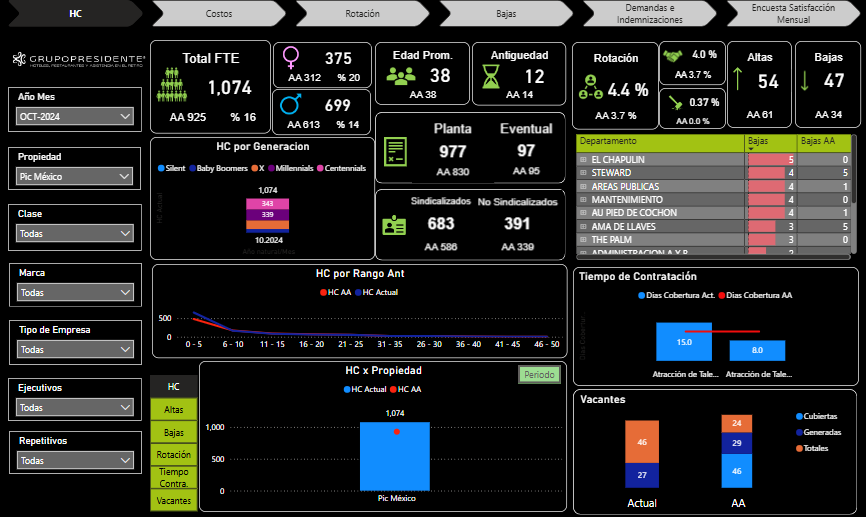 HC
Costos
Rotación
Bajas
Demandas e
Indemnizaciones
Encuesta Satisfacción
Mensual
GRUPOPRESIDENTE
HOTELES, RESTAURANTES Y ASISTENCIA EN EL RETIRO
Año Mes
OCT-2024
Propiedad
Pic México
Clase
Todas
Marca
Todas
Tipo de Empresa
Todas
Ejecutivos
Todas
Repetitivos
Todas
Total FTE
1,074
AA 925 % 16
375
AA 312 % 20
699
AA 613 % 14
Edad Prom.
38
AA 38
Antiguedad
12
AA 14
Planta Eventual
977 97
AA 830 AA 95
Sindicalizados No Sindicalizados
683 391
AA 586 AA 339
Rotación
4.4 %
AA 3.7 %
4.0 %
AA 3.7 %
0.37 %
AA 0.0 %
Altas
54
AA 61
Bajas
47
AA 34
HC por Generacion
Silent Baby Boomers X Millennials Centennials
HC Actual
1,074
343
339
10.2024
Departamento Bajas Bajas AA
EL CHAPULIN 5 0
STEWARD 4 5
AREAS PUBLICAS 4 1
MANTENIMIENTO 4 0
AU PIED DE COCHON 4 1
AMA DE LLAVES 3 5
THE PALM 3 0
ADMINISTRACION A Y B 2
HC por Rango Ant
HC AA HC Actual
500
0
0 - 5 6 - 10 11 - 15 16 - 20 21 - 25 31 - 35 26 - 30 36 - 40 41 - 45 46 - 50
Tiempo de Contratación
Dias Cobertura Act. Dias Cobertura AA
Dias Cobertur...
15.0
8.0
Atracción de Tale... Atracción de Tale...
HC
Altas
Bajas
Rotación
Tiempo
Contra.
Vacantes
HC x Propiedad
Periodo
HC Actual HC AA
1,074
1,000
500
0
Pic México
Vacantes
Cubiertas
Generadas
Totales
46
27
24
29
46
Actual AA